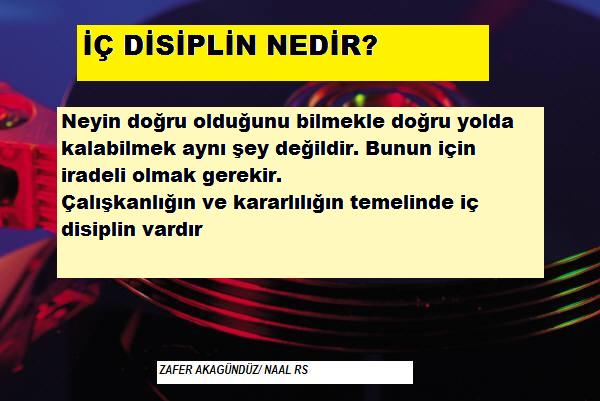 İÇ DİSİPLİN NEDİR?
Neyin doğru olduğunu bilmekle doğru yolda
kalabilmek aynı şey değildir. Bunun için
iradeli olmak gerekir.
Çalışkanlığın ve kararlılığın temelinde iç
disiplin vardır
ZAFER AKAGÜNDÜZ/ NAAL RS